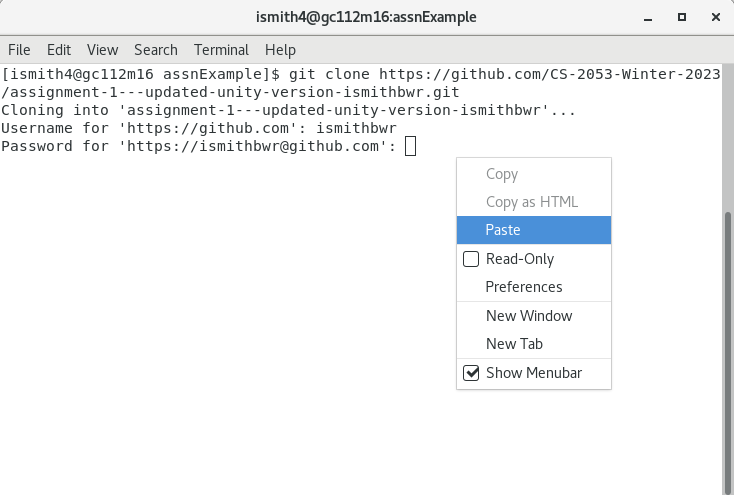 ismith4@gc112m16:assnExample
File Edit View Search Terminal Help
[ismith4@gc112m16 assnExample]$ git clone https://github.com/CS-2053-Winter-2023
/assignment-1---updated-unity-version-ismithbwr.git
Cloning into 'assignment-1---updated-unity-version-ismithbwr'...
Username for 'https://github.com': ismithbwr
Password for 'https://ismithbwr@github.com':
Copy
Copy as HTML
Paste
Read-Only
Preferences
New Window
New Tab
Show Menubar